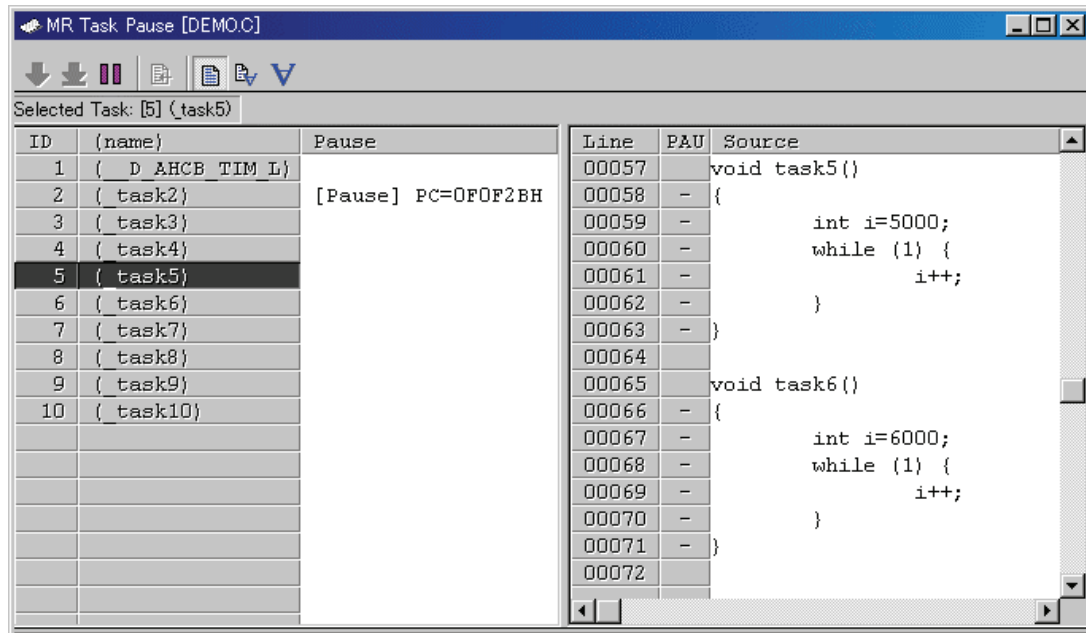 MR Task Pause [DEMO.C]
Selected Task: [5] (_task5)
ID (name) Pause
1 (__D_AHCB_TIM_L)
2 (_task2) [Pause] PC=0F0F2BH
3 (_task3)
4 (_task4)
5 (_task5)
6 (_task6)
7 (_task7)
8 (_task8)
9 (_task9)
10 (_task10)
Line PAU Source
00057 void task5()
00058 - {
00059 - int i=5000;
00060 - while (1) {
00061 - i++;
00062 - }
00063 - }
00064
00065 void task6()
00066 - {
00067 - int i=6000;
00068 - while (1) {
00069 - i++;
00070 - }
00071 - }
00072